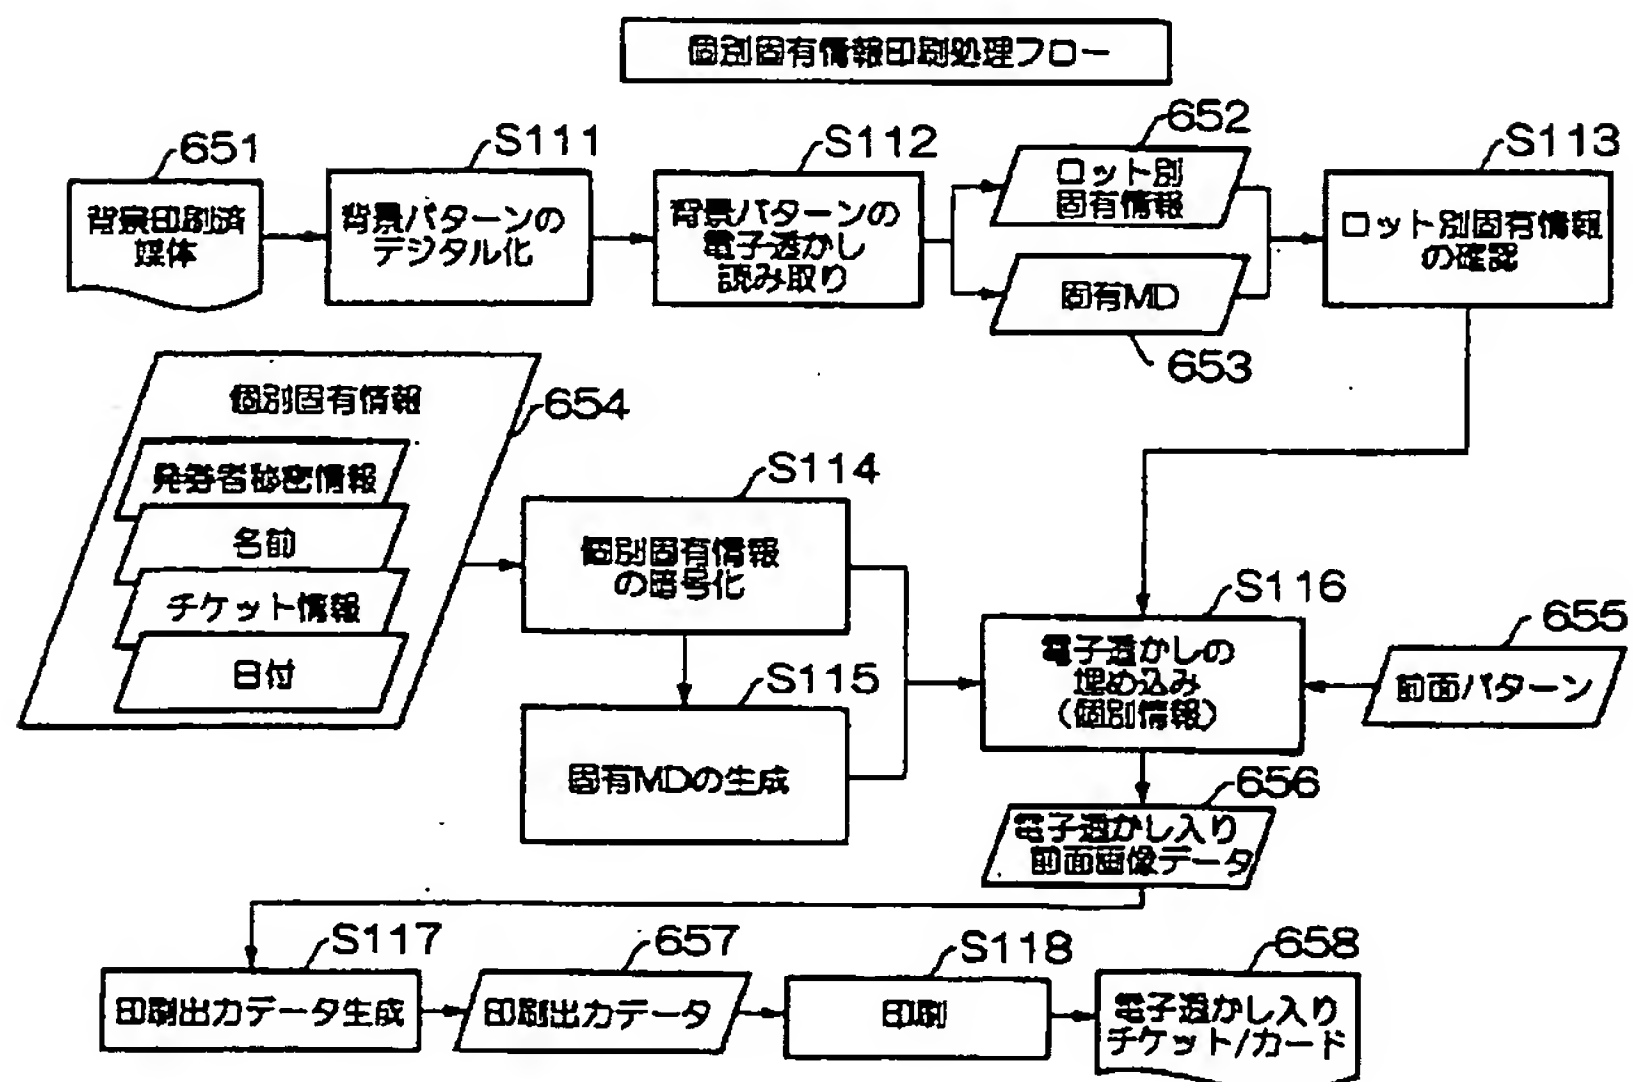 個別固有情報印刷処理フロー
651
背景印刷済
媒体
S111
背景パターンの
デジタル化
S112
背景パターンの
電子透かし
読み取り
652
ロット別
固有情報
固有MD
653
S113
ロット別固有情報
の確認
654
個別固有情報
発券者秘密情報
名前
チケット情報
日付
S114
個別固有情報
の暗号化
S115
固有MDの生成
S116
電子透かしの
埋め込み
(個別情報)
655
前面パターン
656
電子透かし入り
前面画像データ
S117
印刷出力データ生成
657
印刷出力データ
S118
印刷
658
電子透かし入り
チケット/カード